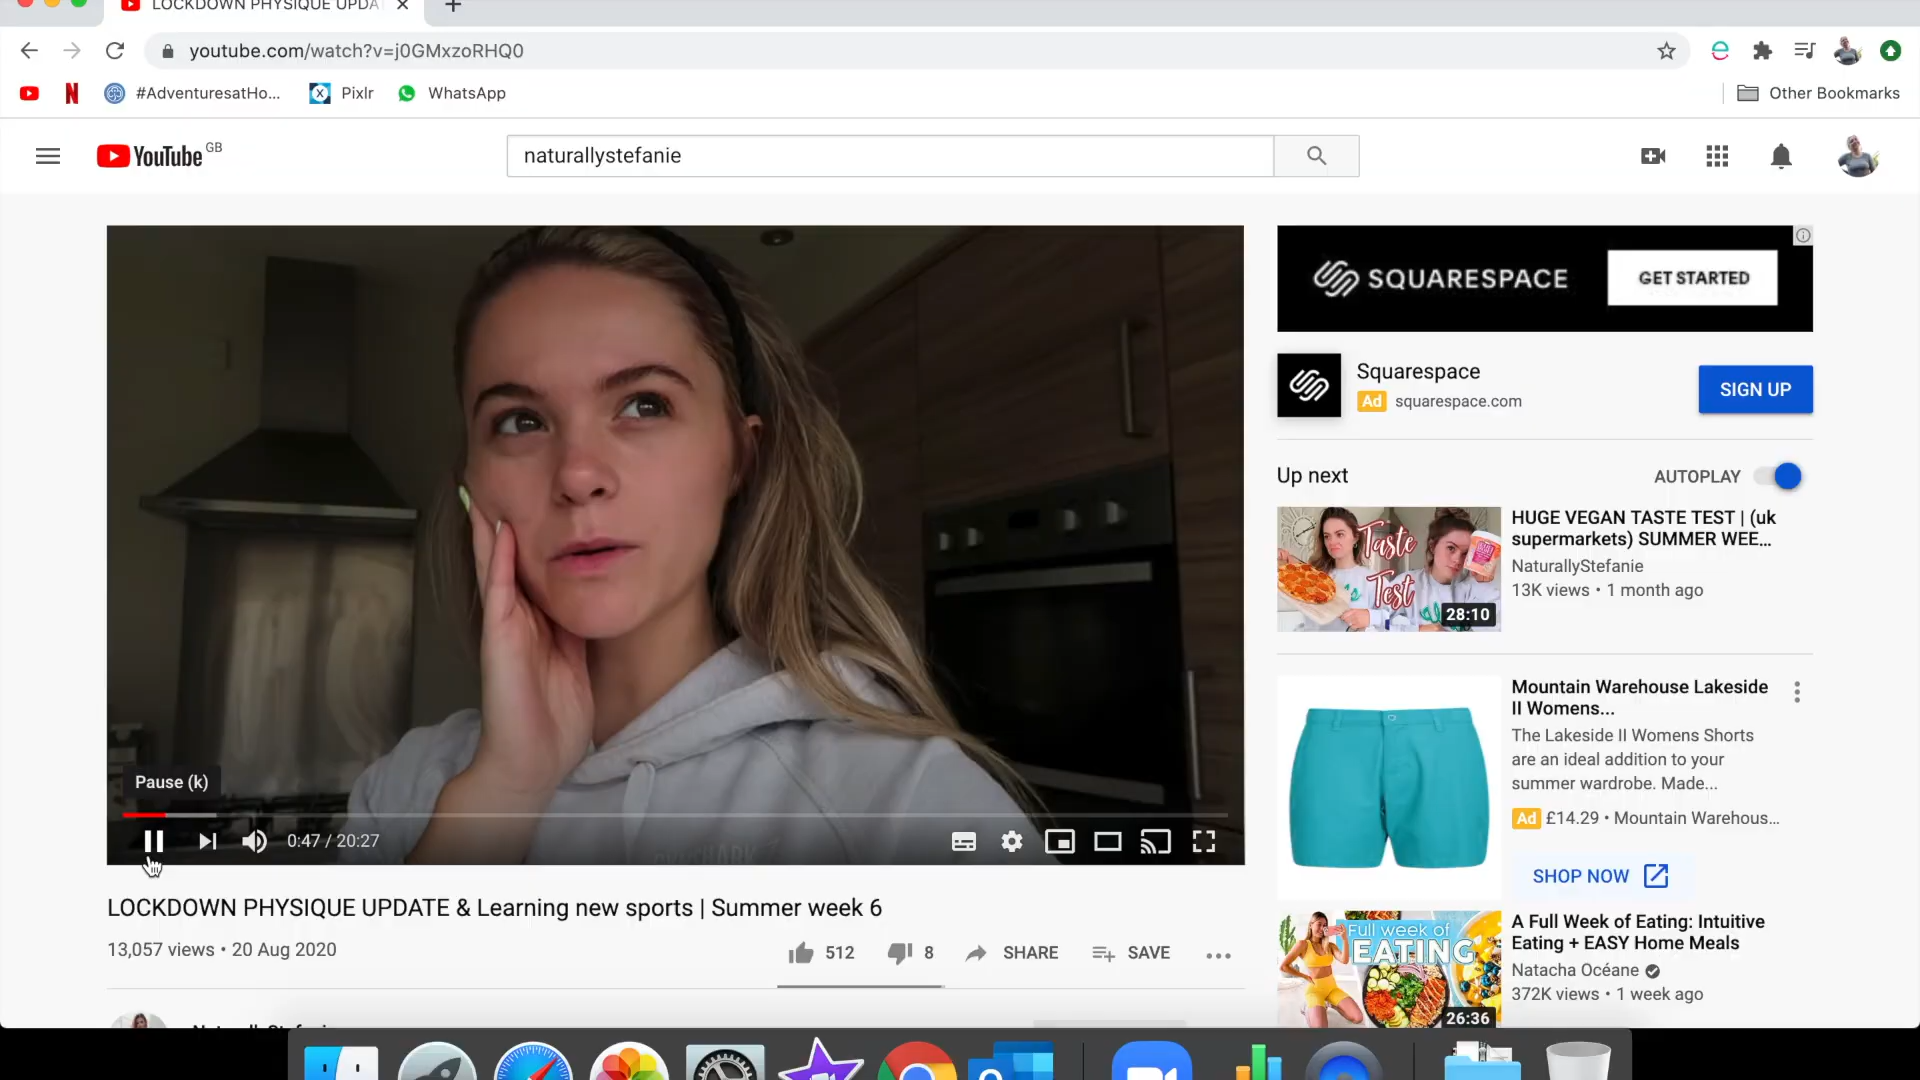 LOCKDOWN PHYSIQUE UPDA
youtube.com/watch?v=j0GMxzoRHQ0
#AdventuresatHo...
Pixlr
WhatsApp
Other Bookmarks
YouTube GB
naturallystefanie
SQUARESPACE
GET STARTED
Squarespace
Ad squarespace.com
SIGN UP
Up next
AUTOPLAY
Taste
Test
28:10
HUGE VEGAN TASTE TEST | (uk
supermarkets) SUMMER WEE...
NaturallyStefanie
13K views • 1 month ago
Mountain Warehouse Lakeside
II Womens...
The Lakeside II Womens Shorts
are an ideal addition to your
summer wardrobe. Made...
Ad £14.29 • Mountain Warehous...
SHOP NOW
Pause (k)
0:47 / 20:27
LOCKDOWN PHYSIQUE UPDATE & Learning new sports | Summer week 6
13,057 views • 20 Aug 2020
512
8
SHARE
SAVE
Full week of
EATING
26:36
A Full Week of Eating: Intuitive
Eating + EASY Home Meals
Natacha Océane
372K views • 1 week ago